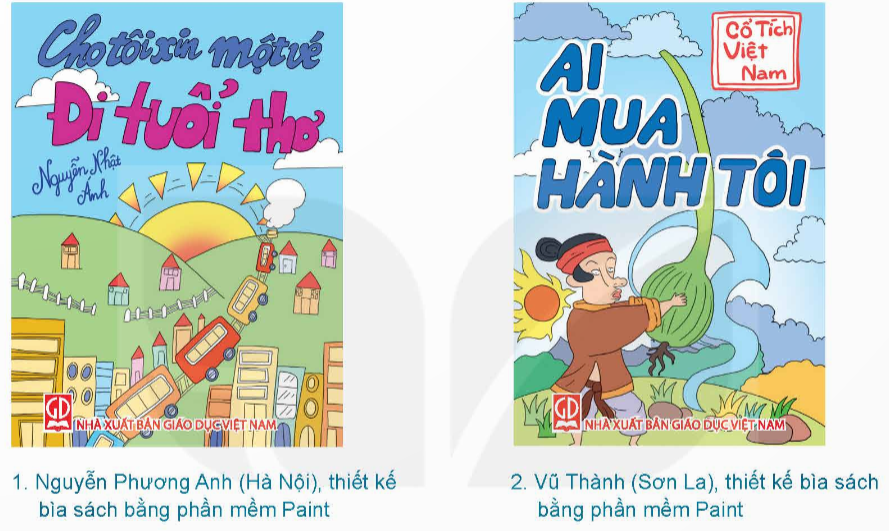 Cho tôi xin một vé
Đi tuổi thơ
Nguyễn Nhật
Ánh
GD
NHÀ XUẤT BẢN GIÁO DỤC VIỆT NAM
1. Nguyễn Phương Anh (Hà Nội), thiết kế
bìa sách bằng phần mềm Paint
Cổ Tích
Việt
Nam
AI
MUA
HÀNH TÔI
GD
NHÀ XUẤT BẢN GIÁO DỤC VIỆT NAM
2. Vũ Thành (Sơn La), thiết kế bìa sách
bằng phần mềm Paint